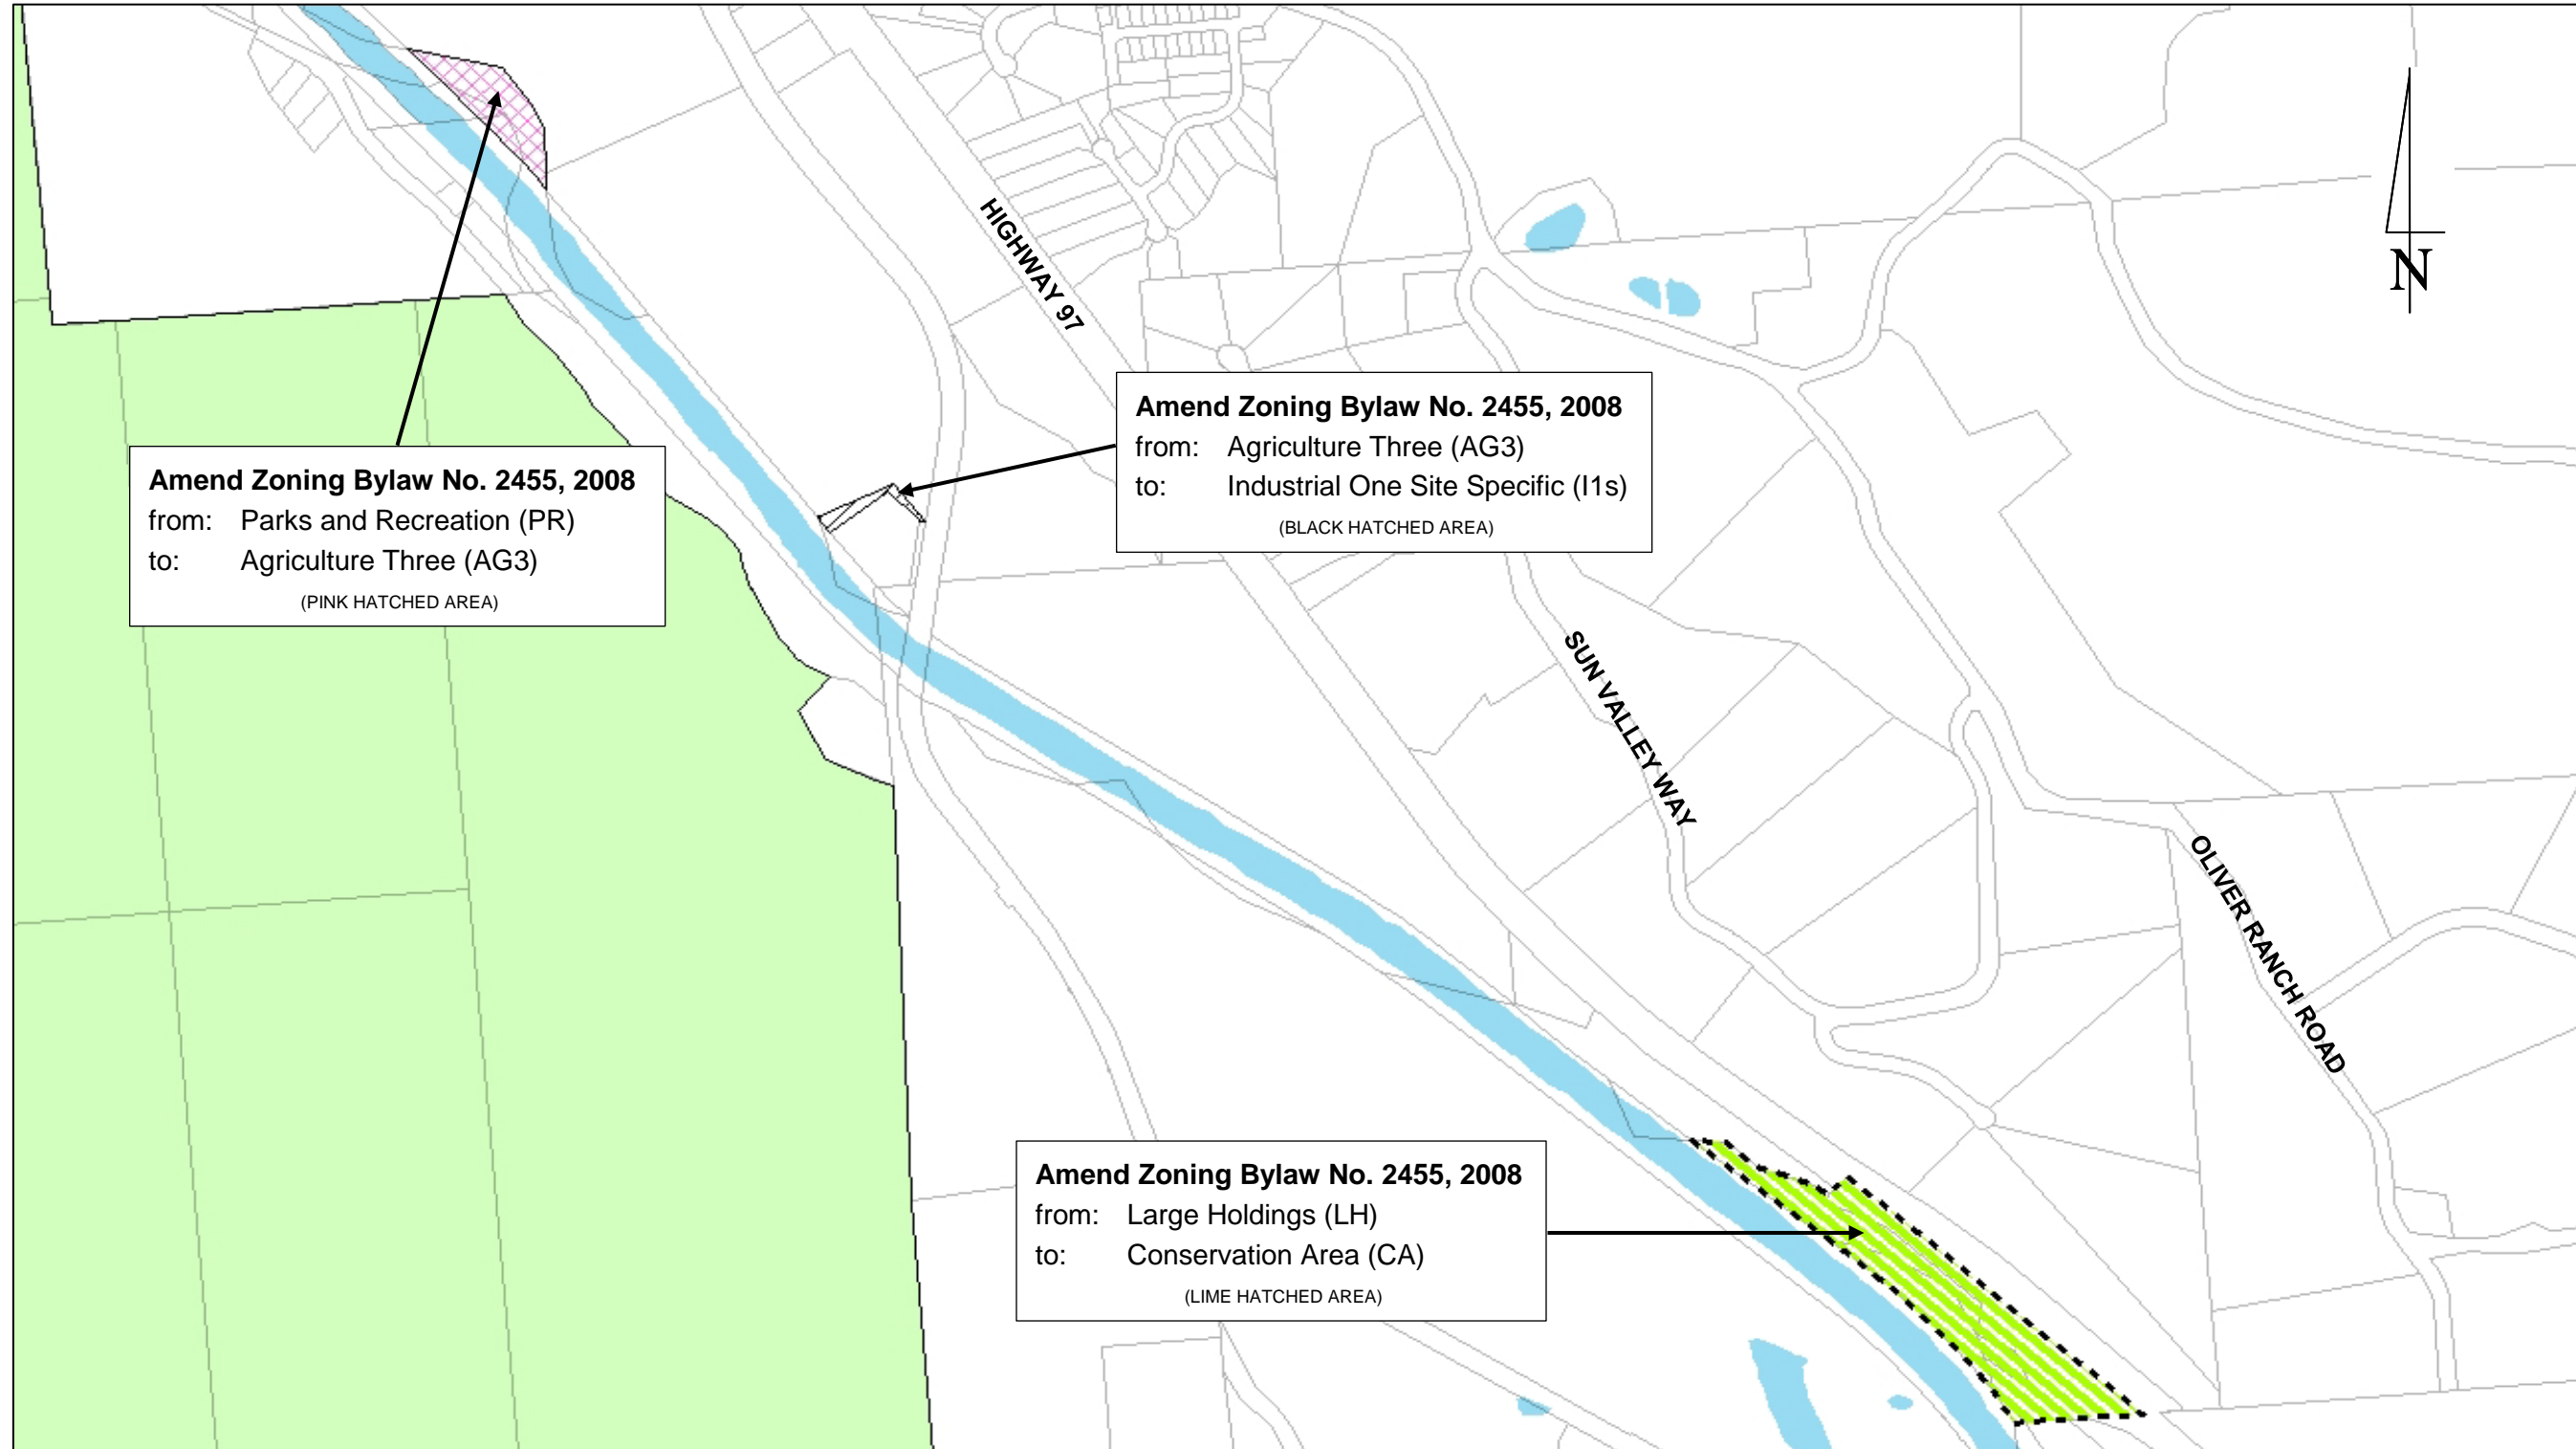 HIGHWAY 97
N
Amend Zoning Bylaw No. 2455, 2008
from: Agriculture Three (AG3)
to: Industrial One Site Specific (I1s)
(BLACK HATCHED AREA)
Amend Zoning Bylaw No. 2455, 2008
from: Parks and Recreation (PR)
to: Agriculture Three (AG3)
(PINK HATCHED AREA)
SUN VALLEY WAY
OLIVER RANCH ROAD
Amend Zoning Bylaw No. 2455, 2008
from: Large Holdings (LH)
to: Conservation Area (CA)
(LIME HATCHED AREA)